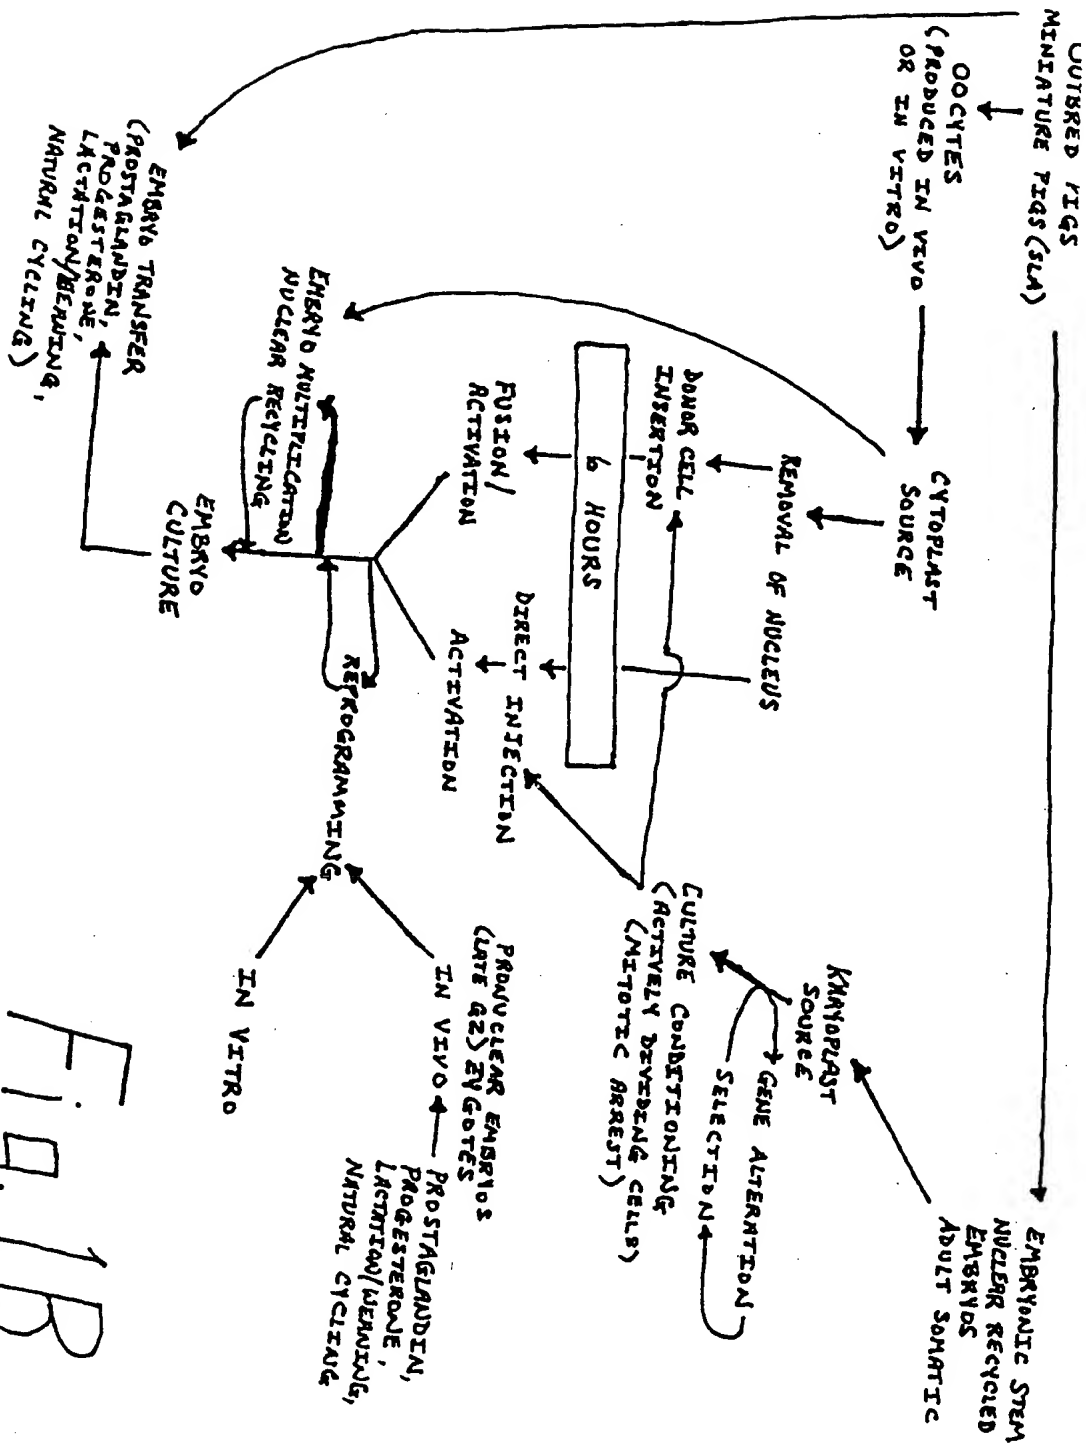 OUTBRED PIGS
MINIATURE PIGS (SLA)
OOCYTES
(PRODUCED IN VIVO
OR IN VITRO)
CYTOPLAST
SOURCE
EMBRYONIC STEM
NUCLEAR RECYCLED
EMBRYOS
ADULT SOMATIC
REMOVAL OF NUCLEUS
KARYOPLAST
SOURCE
GENE ALTERATION
SELECTION
DONOR CELL
INSERTION
CULTURE CONDITIONING
(ACTIVELY DIVIDING CELLS)
(MITOTIC ARREST)
6 HOURS
FUSION/
ACTIVATION
DIRECT INJECTION
ACTIVATION
PRONUCLEAR EMBRYOS
(LATE G2) ZYGOTES
IN VIVO
PROSTAGLANDIN,
PROGESTERONE,
LACTATION/WEANING,
NATURAL CYCLING
EMBRYO MULTIPLICATION
NUCLEAR RECYCLING
REPROGRAMMING
IN VITRO
EMBRYO
CULTURE
EMBRYO TRANSFER
(PROSTAGLANDIN,
PROGESTERONE,
LACTATION/WEANING,
NATURAL CYCLING)
Fig. 1B